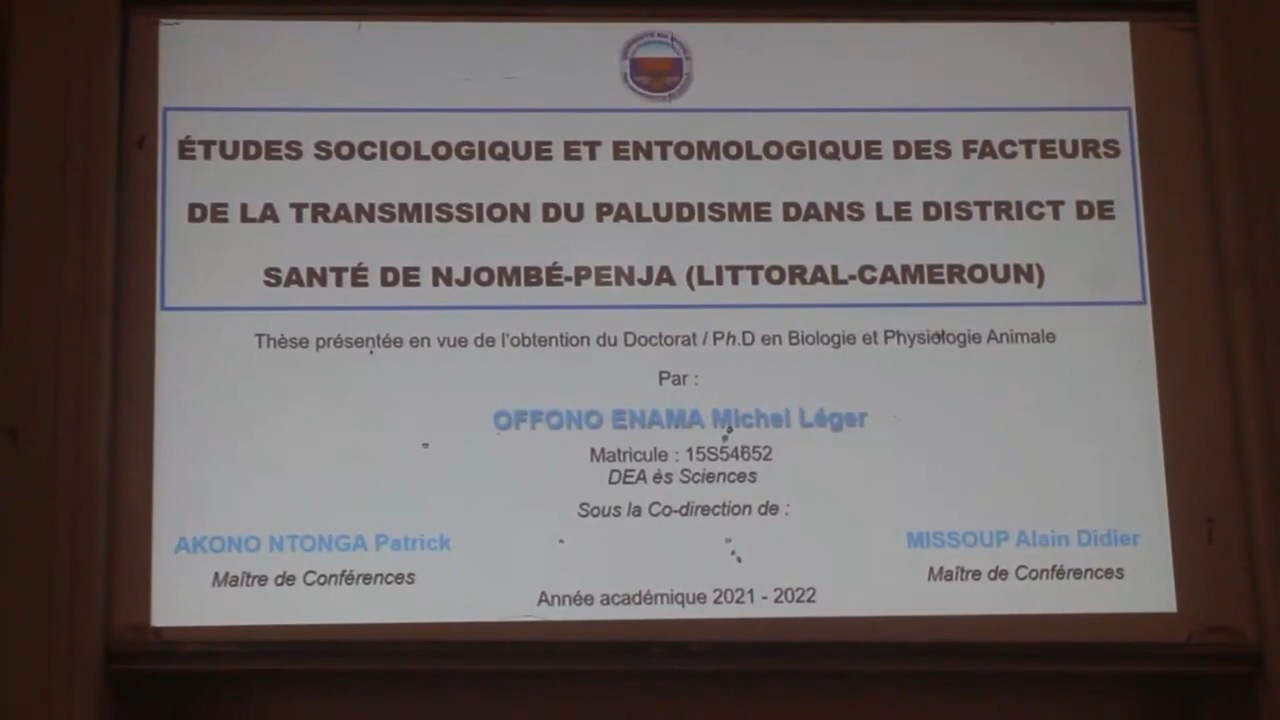 ÉTUDES SOCIOLOGIQUE ET ENTOMOLOGIQUE DES FACTEURS
DE LA TRANSMISSION DU PALUDISME DANS LE DISTRICT DE
SANTÉ DE NJOMBÉ-PENJA (LITTORAL-CAMEROUN)
Thèse présentée en vue de l'obtention du Doctorat / Ph.D en Biologie et Physiologie Animale
Par :
OFFONO ENAMA Michel Léger
Matricule : 15S54652
DEA ès Sciences
Sous la Co-direction de :
AKONO NTONGA Patrick
Maître de Conférences
MISSOUP Alain Didier
Maître de Conférences
Année académique 2021 - 2022